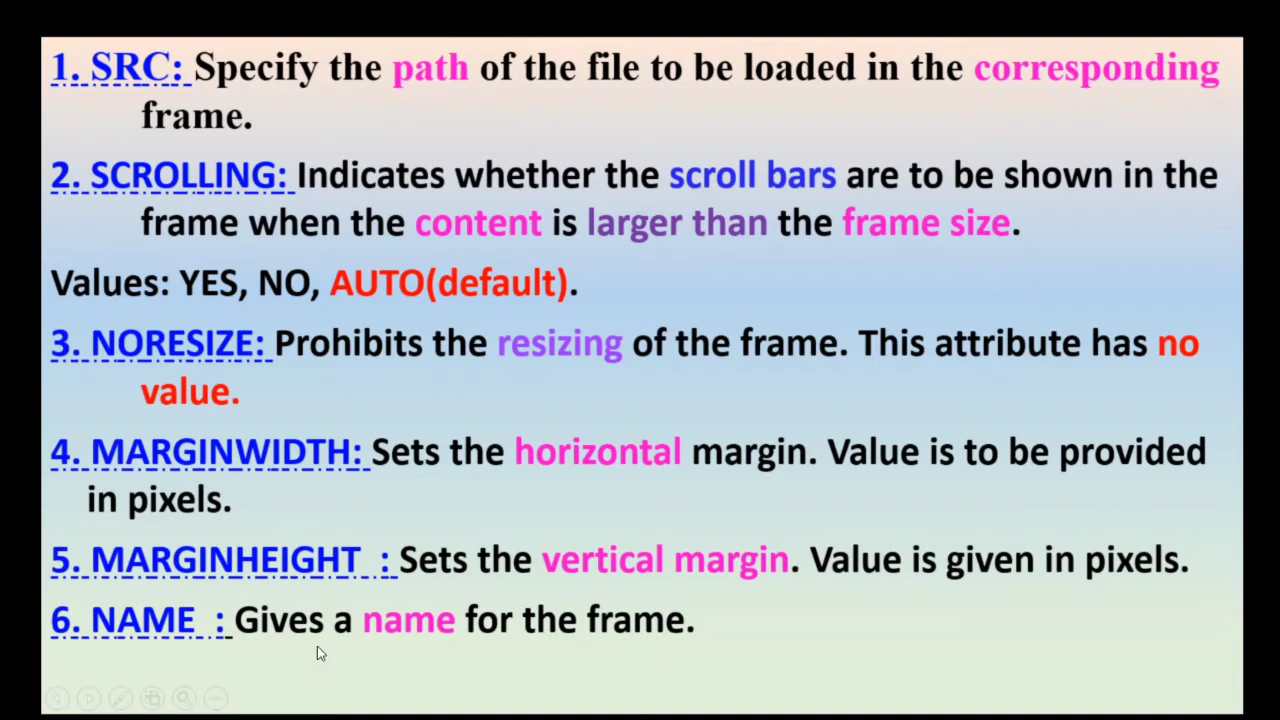 1. SRC: Specify the path of the file to be loaded in the corresponding
frame.
2. SCROLLING: Indicates whether the scroll bars are to be shown in the
frame when the content is larger than the frame size.
Values: YES, NO, AUTO(default).
3. NORESIZE: Prohibits the resizing of the frame. This attribute has no
value.
4. MARGINWIDTH: Sets the horizontal margin. Value is to be provided
in pixels.
5. MARGINHEIGHT : Sets the vertical margin. Value is given in pixels.
6. NAME : Gives a name for the frame.